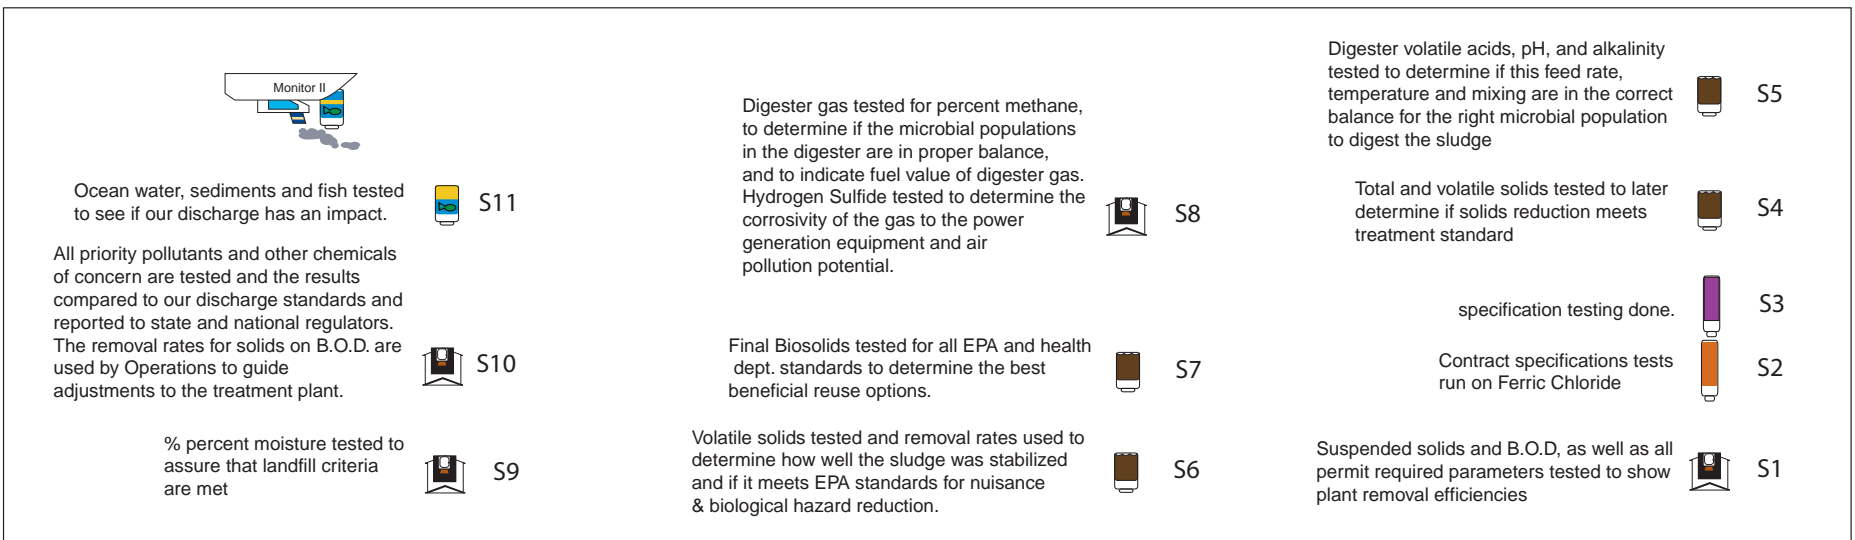 Monitor II
Ocean water, sediments and fish tested
to see if our discharge has an impact.
S11
All priority pollutants and other chemicals
of concern are tested and the results
compared to our discharge standards and
reported to state and national regulators.
The removal rates for solids on B.O.D. are
used by Operations to guide
adjustments to the treatment plant.
S10
% percent moisture tested to
assure that landfill criteria
are met
S9
Digester gas tested for percent methane,
to determine if the microbial populations
in the digester are in proper balance,
and to indicate fuel value of digester gas.
Hydrogen Sulfide tested to determine the
corrosivity of the gas to the power
generation equipment and air
pollution potential.
S8
Final Biosolids tested for all EPA and health
dept. standards to determine the best
beneficial reuse options.
S7
Volatile solids tested and removal rates used to
determine how well the sludge was stabilized
and if it meets EPA standards for nuisance
& biological hazard reduction.
S6
Digester volatile acids, pH, and alkalinity
tested to determine if this feed rate,
temperature and mixing are in the correct
balance for the right microbial population
to digest the sludge
S5
Total and volatile solids tested to later
determine if solids reduction meets
treatment standard
S4
specification testing done.
S3
Contract specifications tests
run on Ferric Chloride
S2
Suspended solids and B.O.D, as well as all
permit required parameters tested to show
plant removal efficiencies
S1